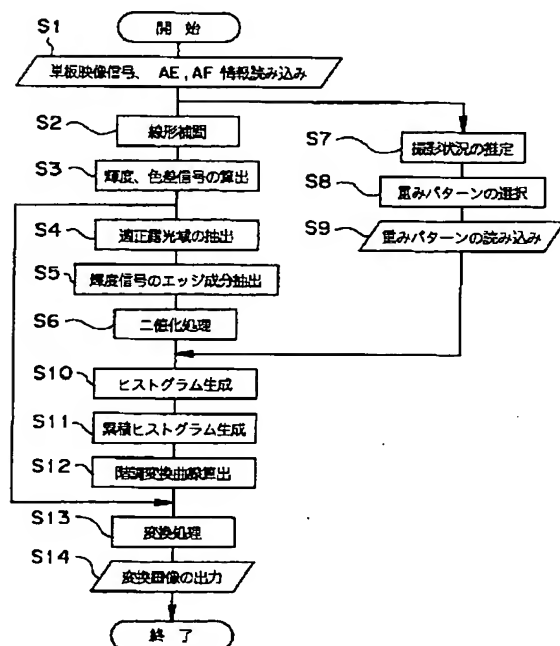 開 始
S1
単板映像信号、AE,AF 情報読み込み
S2
線形補間
S3
輝度、色差信号の算出
S4
適正露光域の抽出
S5
輝度信号のエッジ成分抽出
S6
二値化処理
S7
撮影状況の推定
S8
重みパターンの選択
S9
重みパターンの読み込み
S10
ヒストグラム生成
S11
累積ヒストグラム生成
S12
階調変換曲線算出
S13
変換処理
S14
変換画像の出力
終 了